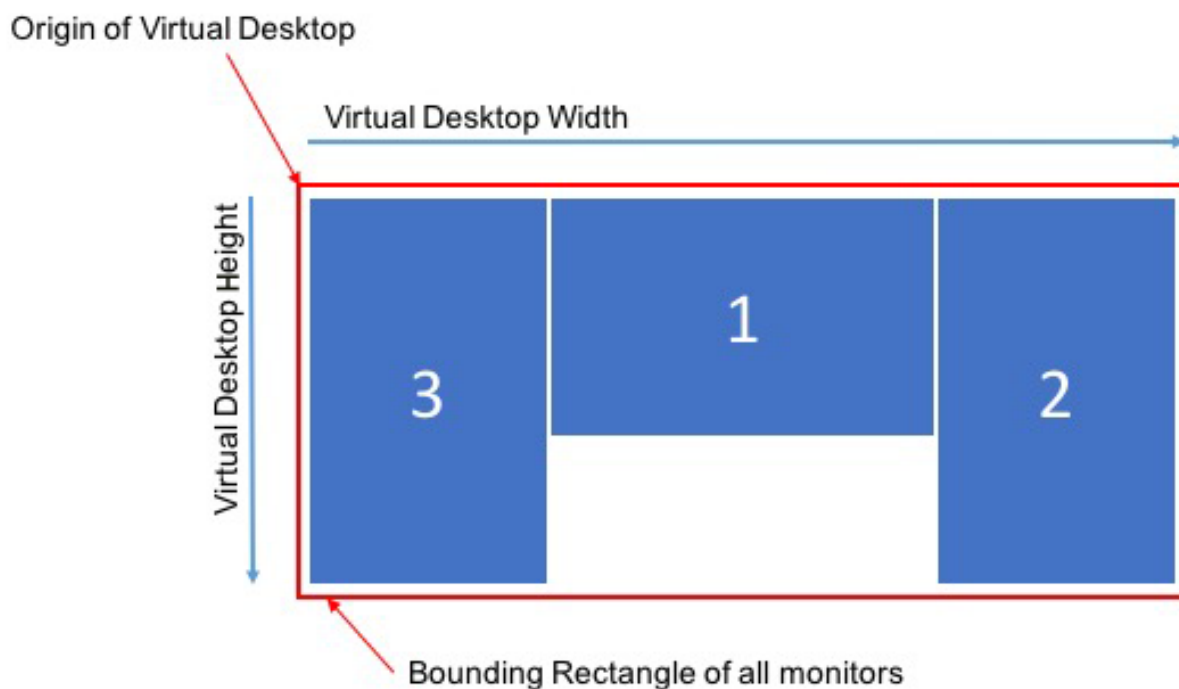 Origin of Virtual Desktop
Virtual Desktop Width
Virtual Desktop Height
3
1
2
Bounding Rectangle of all monitors